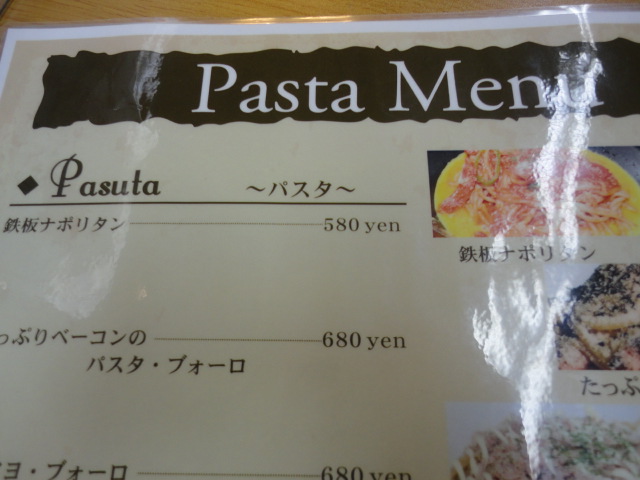 Pasta Menu
◆ Pasuta ～パスタ～
鉄板ナポリタン 580 yen
鉄板ナポリタン
っぷりベーコンの 680 yen
パスタ・ブォーロ
たっぷ
ヨ・ブォーロ 680 yen